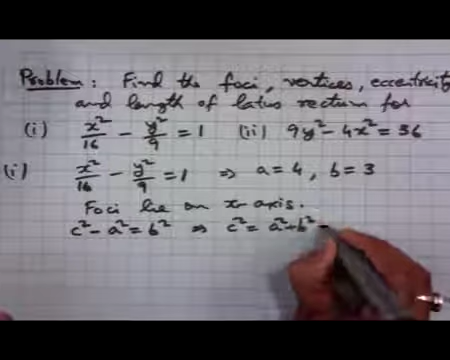 Problem: Find the foci, vertices, eccentricity
and length of latus rectum for
(i) x²/16 - y²/9 = 1 (ii) 9y² - 4x² = 36
(i) x²/16 - y²/9 = 1 ⇒ a = 4, b = 3
Foci lie on x-axis.
c² - a² = b² ⇒ c² = a² + b²